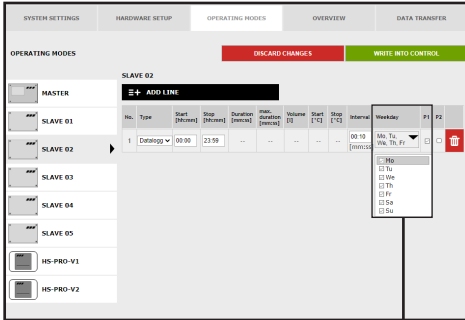 SYSTEM SETTINGS
HARDWARE SETUP
OPERATING MODES
OVERVIEW
DATA TRANSFER
OPERATING MODES
DISCARD CHANGES
WRITE INTO CONTROL
SLAVE 02
ADD LINE
MASTER
SLAVE 01
SLAVE 02
SLAVE 03
SLAVE 04
SLAVE 05
HS-PRO-V1
HS-PRO-V2
No. Type Start [hh:mm] Stop [hh:mm] Duration [mm:ss] max. duration [mm:ss] Volume [l] Start [°C] Stop [°C] Interval Weekday P1 P2
1 Datalogg 00:00 23:59 -- -- -- -- -- 00:10 [mm:ss] Mo, Tu, We, Th, Fr
Mo
Tu
We
Th
Fr
Sa
Su